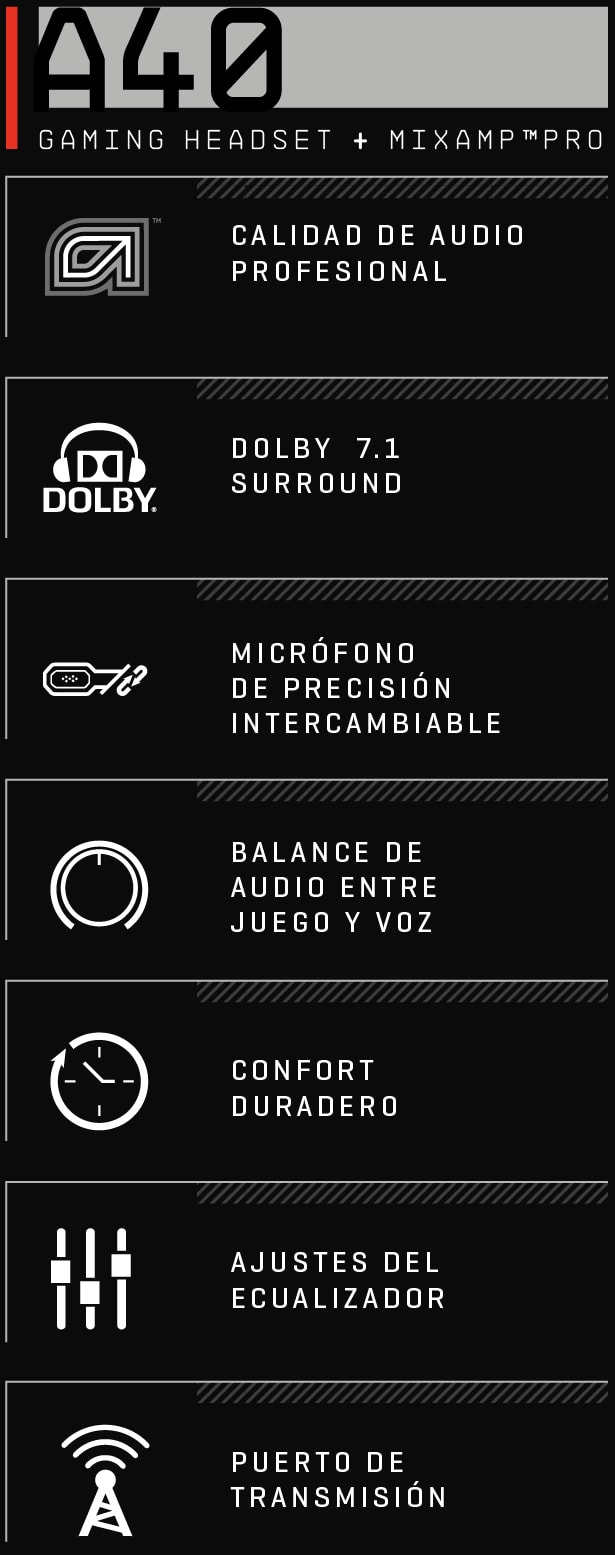 A40
GAMING HEADSET + MIXAMP™PRO
™
CALIDAD DE AUDIO
PROFESIONAL
DOLBY 7.1
SURROUND
DOLBY®
MICRÓFONO
DE PRECISIÓN
INTERCAMBIABLE
BALANCE DE
AUDIO ENTRE
JUEGO Y VOZ
CONFORT
DURADERO
AJUSTES DEL
ECUALIZADOR
PUERTO DE
TRANSMISIÓN